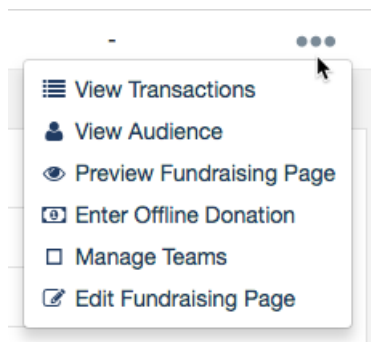 -
View Transactions
View Audience
Preview Fundraising Page
Enter Offline Donation
Manage Teams
Edit Fundraising Page